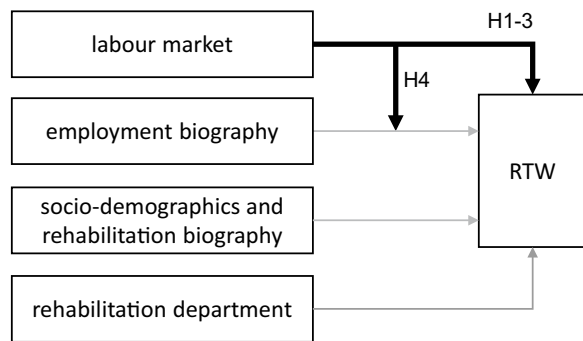 H1-3
labour market
H4
employment biography
RTW
socio-demographics and
rehabilitation biography
rehabilitation department